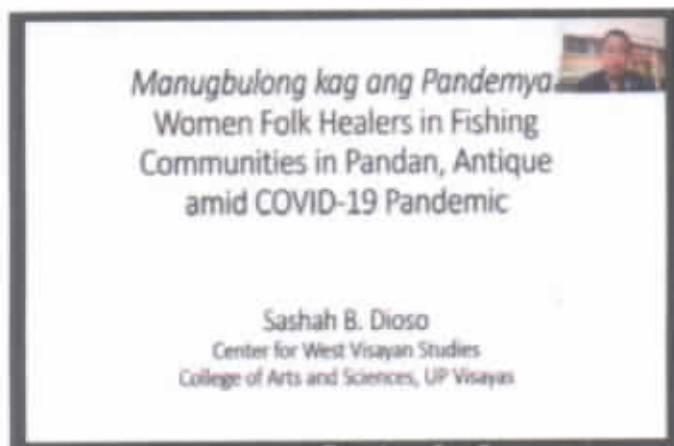 Manugbulong kag ang Pandemya
Women Folk Healers in Fishing
Communities in Pandan, Antique
amid COVID-19 Pandemic
Sashah B. Dioso
Center for West Visayan Studies
College of Arts and Sciences, UP Visayas